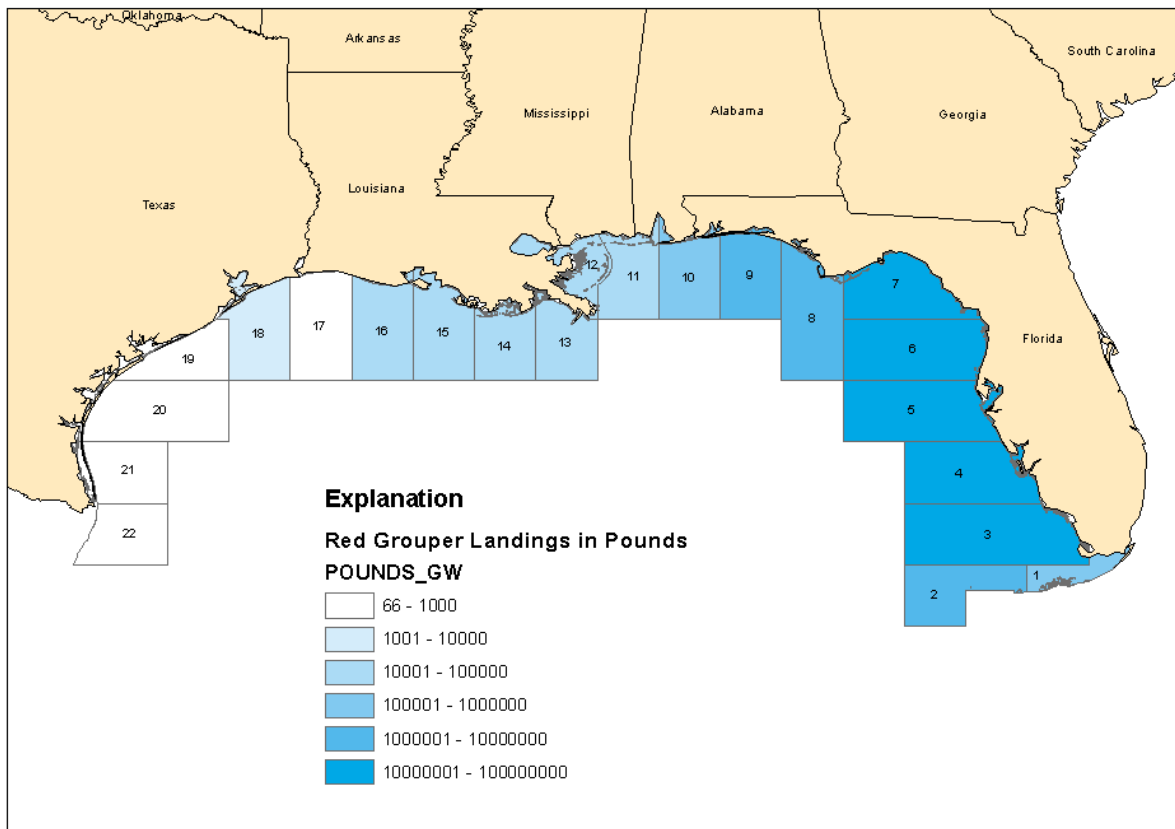 Oklahoma
Arkansas
South Carolina
Mississippi
Alabama
Georgia
Louisiana
Texas
12
11
10
9
8
7
18
17
16
15
14
13
19
6
Florida
20
5
21
4
22
3
1
2
Explanation
Red Grouper Landings in Pounds
POUNDS_GW
66 - 1000
1001 - 10000
10001 - 100000
100001 - 1000000
1000001 - 10000000
10000001 - 100000000